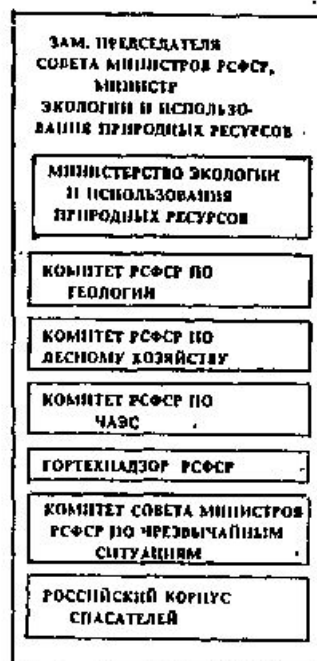 ЗАМ. ПРЕДСЕДАТЕЛЯ
СОВЕТА МИНИСТРОВ РСФСР,
МИНИСТР
ЭКОЛОГИИ И ИСПОЛЬЗО-
ВАНИЯ ПРИРОДНЫХ РЕСУРСОВ
МИНИСТЕРСТВО ЭКОЛОГИИ
И ИСПОЛЬЗОВАНИЯ
ПРИРОДНЫХ РЕСУРСОВ
КОМИТЕТ РСФСР ПО
ГЕОЛОГИИ
КОМИТЕТ РСФСР ПО
ЛЕСНОМУ ХОЗЯЙСТВУ
КОМИТЕТ РСФСР ПО
ЧАЭС
ГОРТЕХНАДЗОР РСФСР
КОМИТЕТ СОВЕТА МИНИСТРОВ
РСФСР ПО ЧРЕЗВЫЧАЙНЫМ
СИТУАЦИЯМ
РОССИЙСКИЙ КОРПУС
СПАСАТЕЛЕЙ